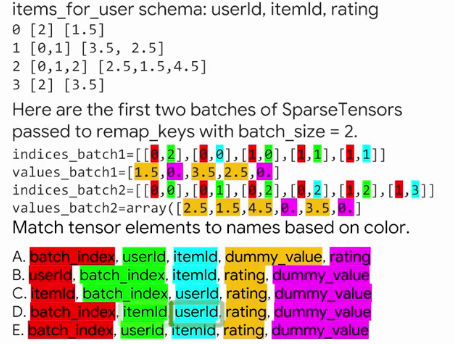 items_for_user schema: userId, itemId, rating
0 [2] [1.5]
1 [0,1] [3.5, 2.5]
2 [0,1,2] [2.5,1.5,4.5]
3 [2] [3.5]
Here are the first two batches of SparseTensors
passed to remap_keys with batch_size = 2.
indices_batch1=[[0,2],[0,0],[1,0],[1,1],[1,1]]
values_batch1=[1.5,0.,3.5,2.5,0.]
indices_batch2=[[0,0],[0,1],[0,2],[0,2],[1,2],[1,3]]
values_batch2=array([2.5,1.5,4.5,0.,3.5,0.]
Match tensor elements to names based on color.
A. batch_index, userId, itemId, dummy_value, rating
B. userId, batch_index, itemId, rating, dummy_value
C. itemId, batch_index, userId, rating, dummy_value
D. batch_index, itemId, userId, rating, dummy_value
E. batch_index, userId, itemId, rating, dummy_value